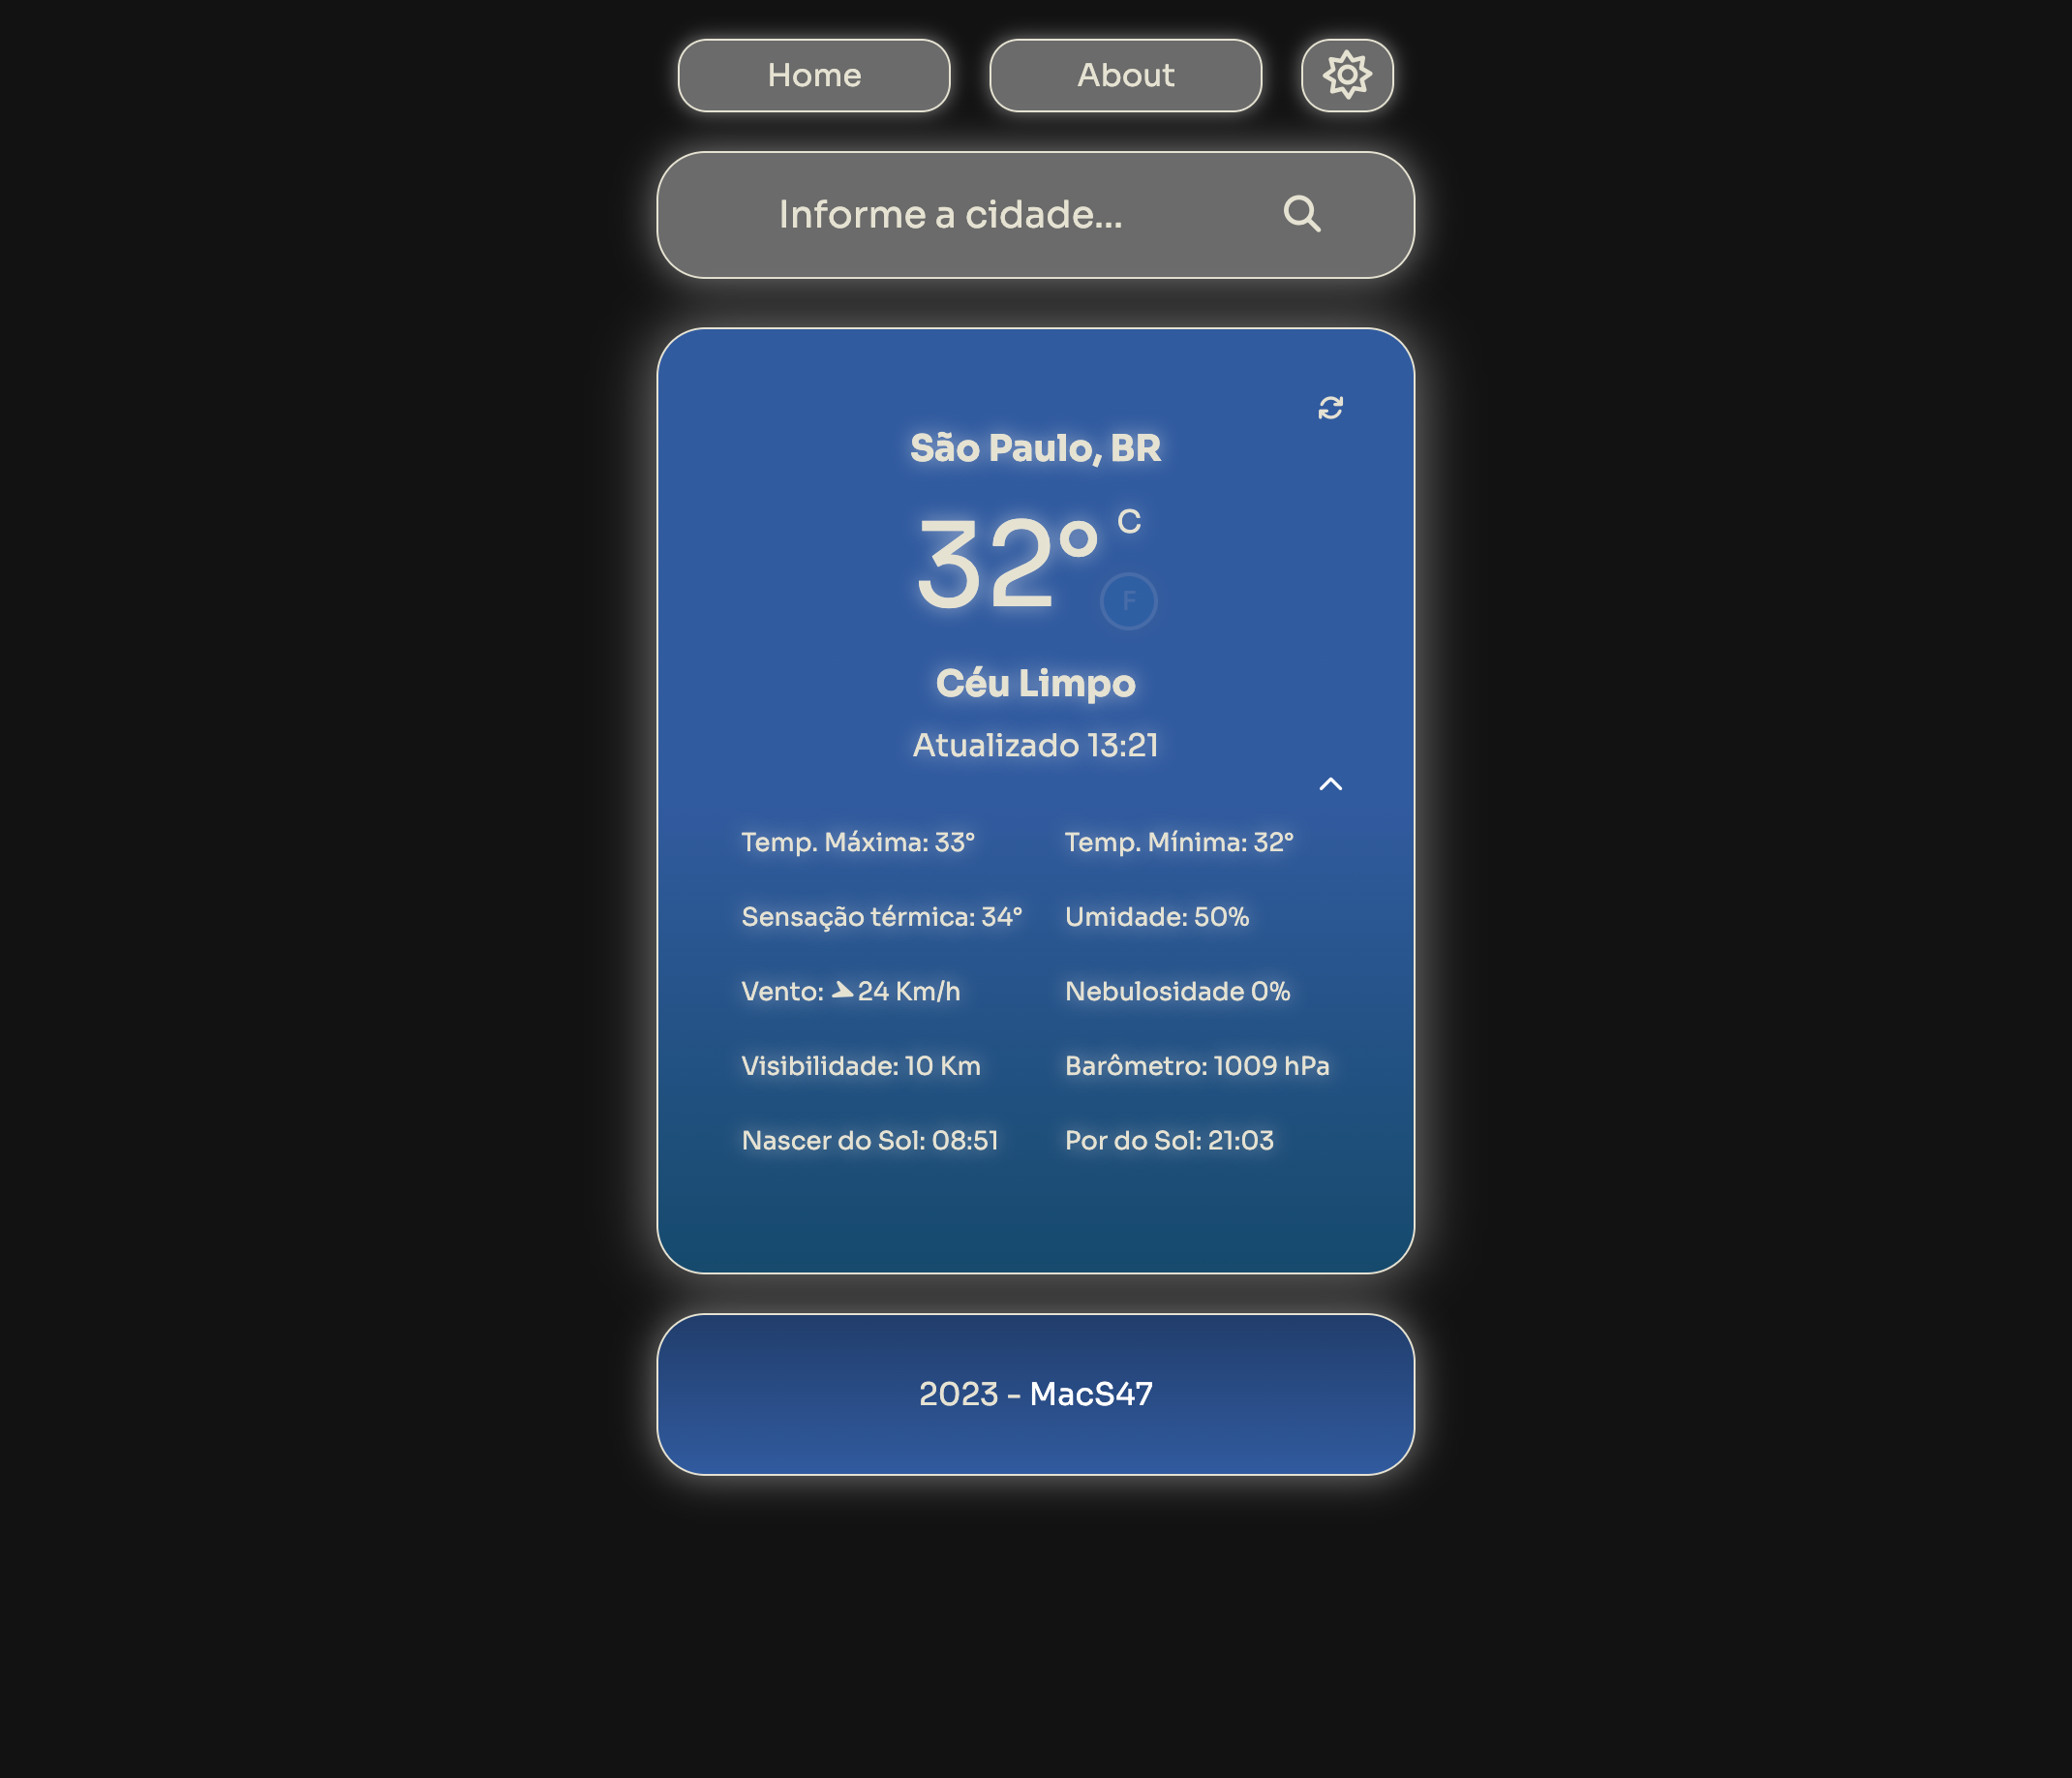 Home
About
Informe a cidade...
São Paulo, BR
32° C
F
Céu Limpo
Atualizado 13:21
Temp. Máxima: 33°
Temp. Mínima: 32°
Sensação térmica: 34°
Umidade: 50%
Vento: 24 Km/h
Nebulosidade 0%
Visibilidade: 10 Km
Barômetro: 1009 hPa
Nascer do Sol: 08:51
Por do Sol: 21:03
2023 - MacS47